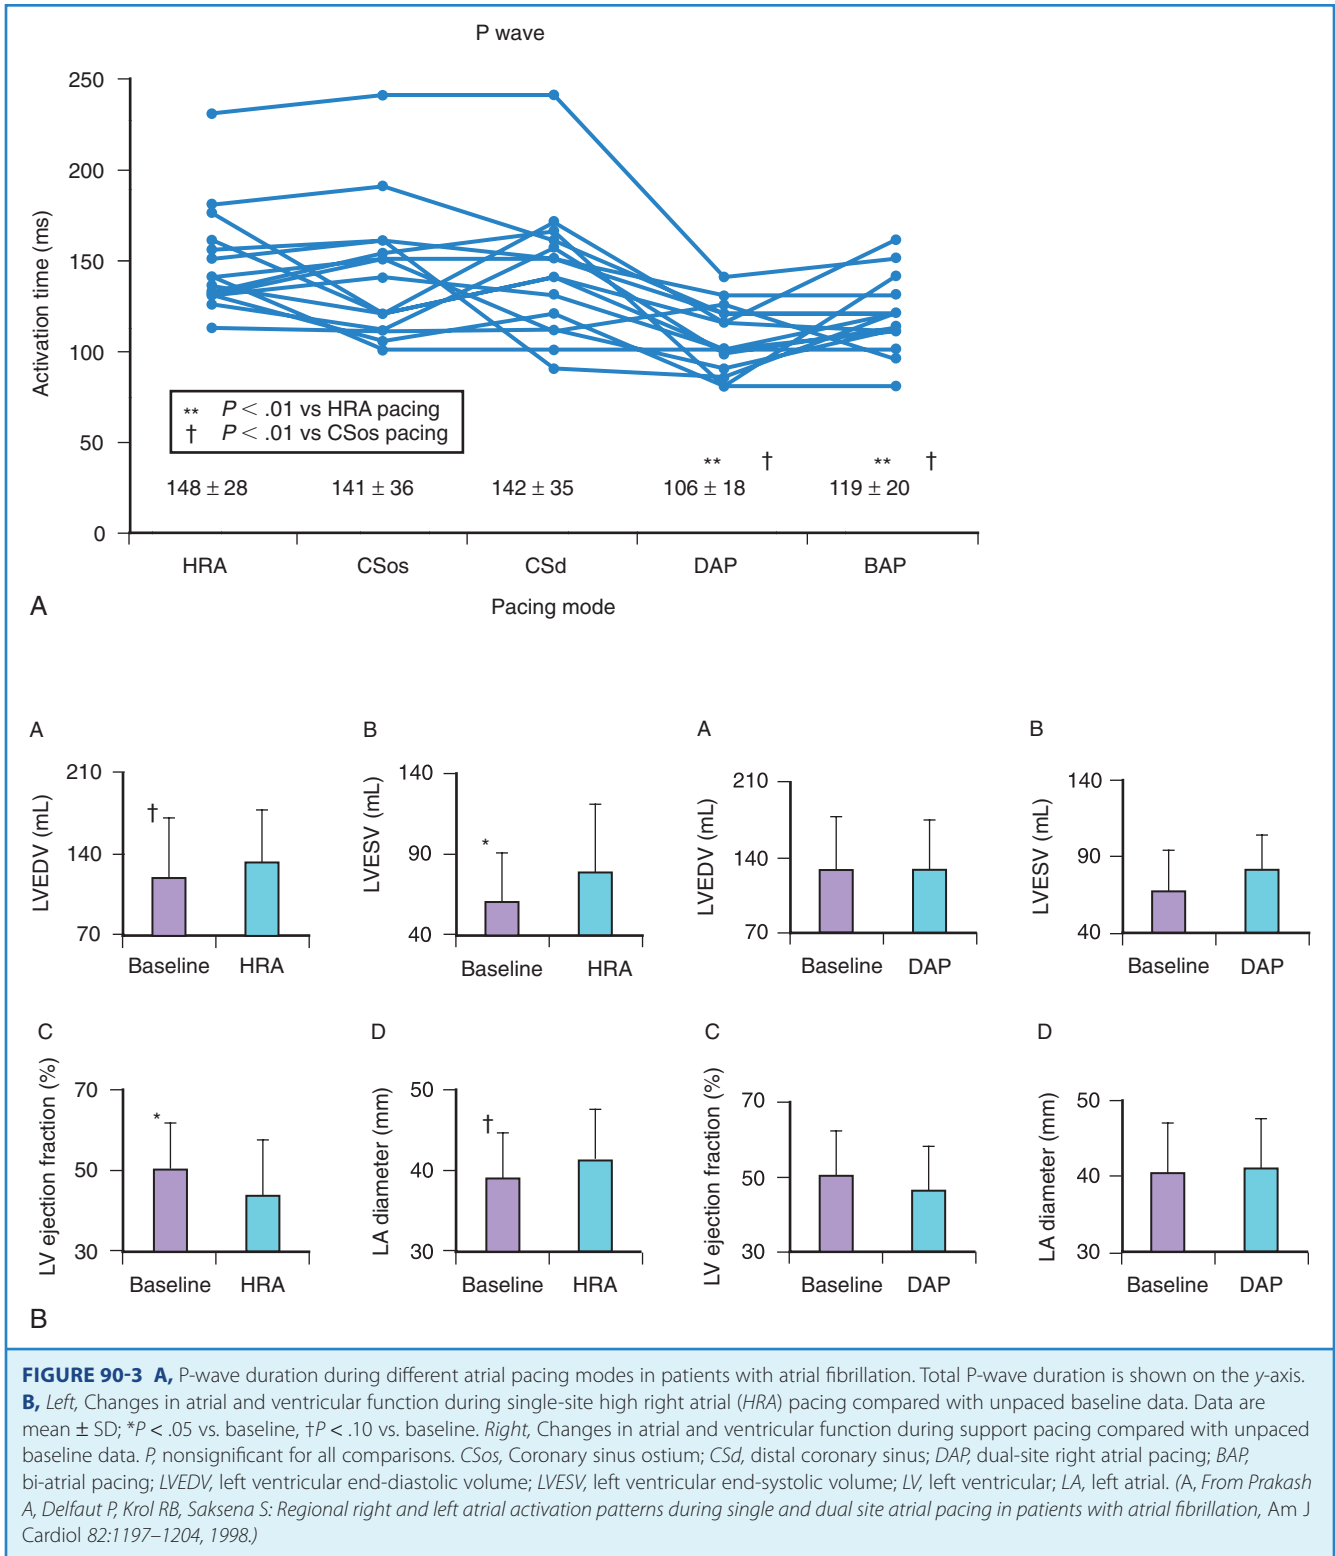 P wave
250
200
150
100
50
0
Activation time (ms)
** P < .01 vs HRA pacing
† P < .01 vs CSos pacing
** † ** †
148 ± 28 141 ± 36 142 ± 35 106 ± 18 119 ± 20
HRA CSos CSd DAP BAP
Pacing mode
A
A
LVEDV (mL)
210
140
70
†
Baseline HRA
B
LVESV (mL)
140
90
40
*
Baseline HRA
A
LVEDV (mL)
210
140
70
Baseline DAP
B
LVESV (mL)
140
90
40
Baseline DAP
C
LV ejection fraction (%)
70
50
30
*
Baseline HRA
D
LA diameter (mm)
50
40
30
†
Baseline HRA
C
LV ejection fraction (%)
70
50
30
Baseline DAP
D
LA diameter (mm)
50
40
30
Baseline DAP
B
FIGURE 90-3 A, P-wave duration during different atrial pacing modes in patients with atrial fibrillation. Total P-wave duration is shown on the y-axis.
B, Left, Changes in atrial and ventricular function during single-site high right atrial (HRA) pacing compared with unpaced baseline data. Data are
mean ± SD; *P < .05 vs. baseline, †P < .10 vs. baseline. Right, Changes in atrial and ventricular function during support pacing compared with unpaced
baseline data. P, nonsignificant for all comparisons. CSos, Coronary sinus ostium; CSd, distal coronary sinus; DAP, dual-site right atrial pacing; BAP,
bi-atrial pacing; LVEDV, left ventricular end-diastolic volume; LVESV, left ventricular end-systolic volume; LV, left ventricular; LA, left atrial. (A, From Prakash
A, Delfaut P, Krol RB, Saksena S: Regional right and left atrial activation patterns during single and dual site atrial pacing in patients with atrial fibrillation, Am J
Cardiol 82:1197–1204, 1998.)